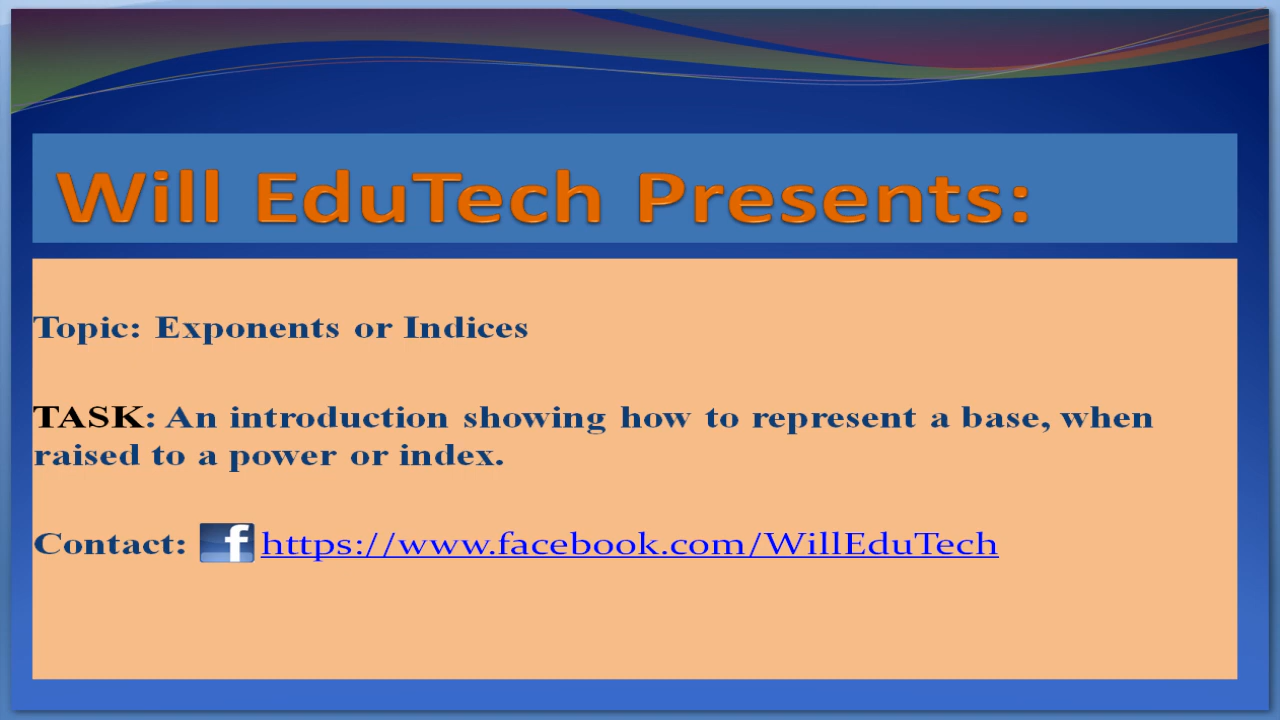 Will EduTech Presents:
Topic: Exponents or Indices
TASK: An introduction showing how to represent a base, when
raised to a power or index.
Contact: f https://www.facebook.com/WillEduTech